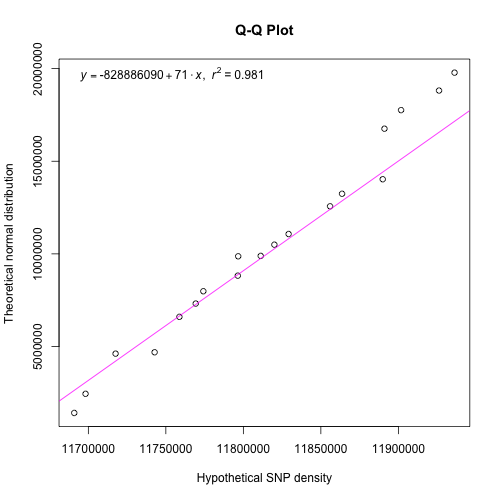 Q-Q Plot
y = -828886090 + 71 · x, r² = 0.981
Theoretical normal distribution
20000000
15000000
10000000
5000000
11700000 11750000 11800000 11850000 11900000
Hypothetical SNP density